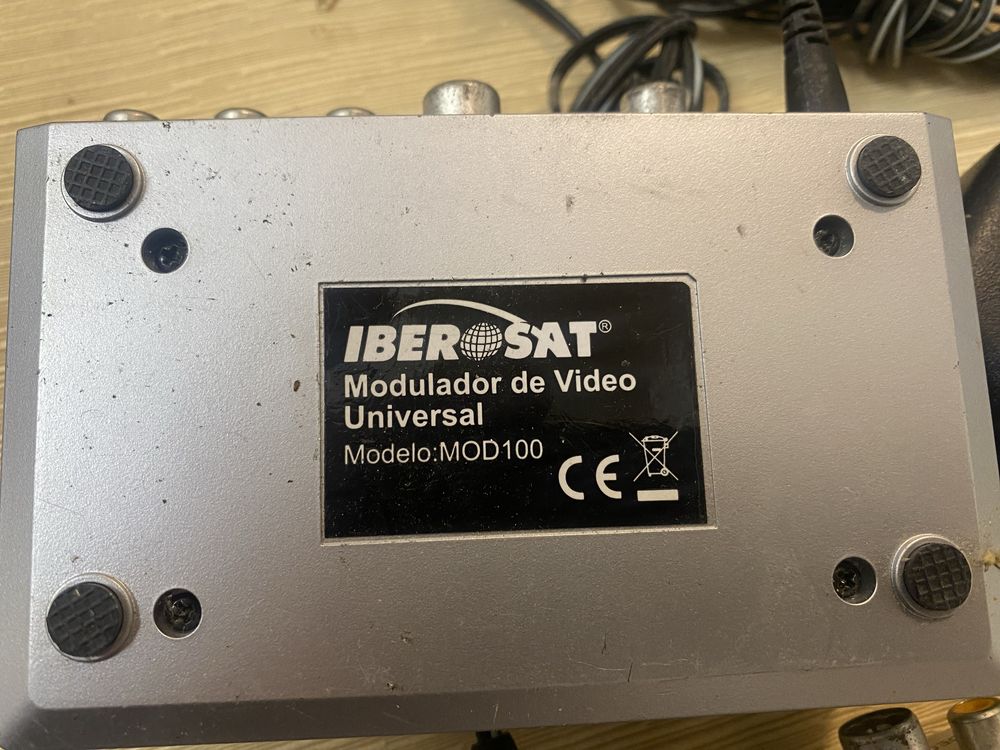 IBEROSAT®
Modulador de Video
Universal
Modelo:MOD100
CE